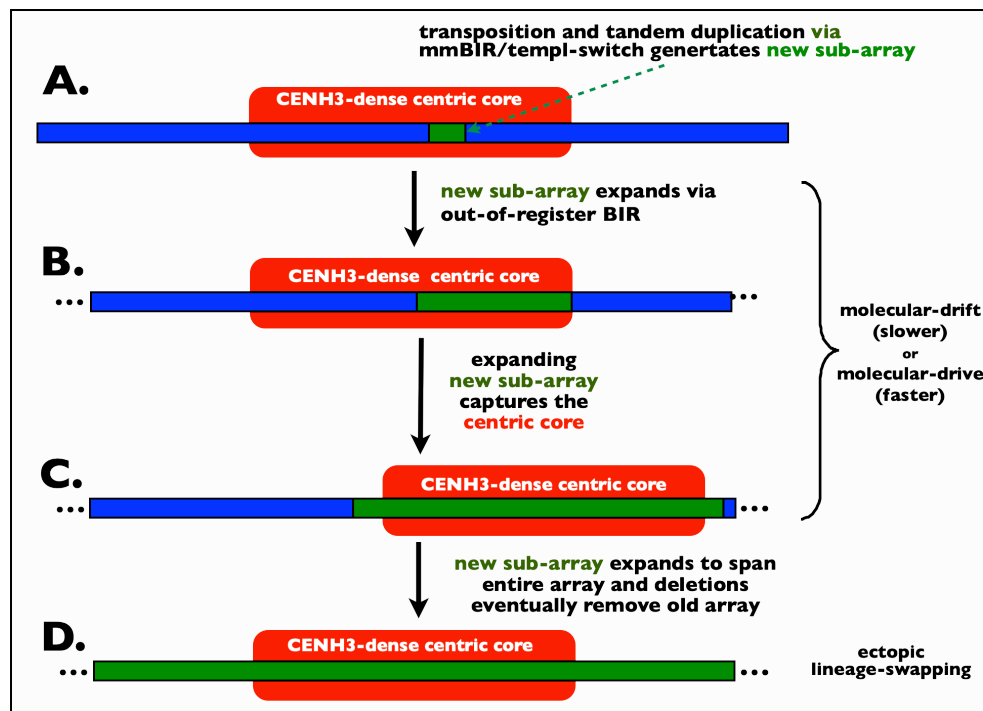 transposition and tandem duplication via
mmBIR/templ-switch genertates new sub-array
A.
CENH3-dense centric core
new sub-array expands via
out-of-register BIR
B.
CENH3-dense centric core
...
...
expanding
new sub-array
captures the
centric core
molecular-drift
(slower)
or
molecular-drive
(faster)
C.
CENH3-dense centric core
...
...
new sub-array expands to span
entire array and deletions
eventually remove old array
D.
CENH3-dense centric core
...
...
ectopic
lineage-swapping